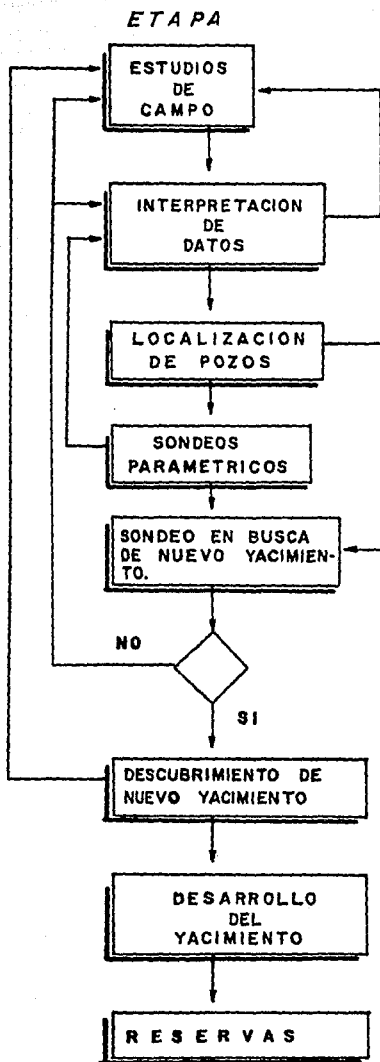 ETAPA
ESTUDIOS
DE
CAMPO
INTERPRETACION
DE
DATOS
LOCALIZACION
DE POZOS
SONDEOS
PARAMETRICOS
SONDEO EN BUSCA
DE NUEVO YACIMIEN-
TO.
NO
SI
DESCUBRIMIENTO DE
NUEVO YACIMIENTO
DESARROLLO
DEL
YACIMIENTO
RESERVAS